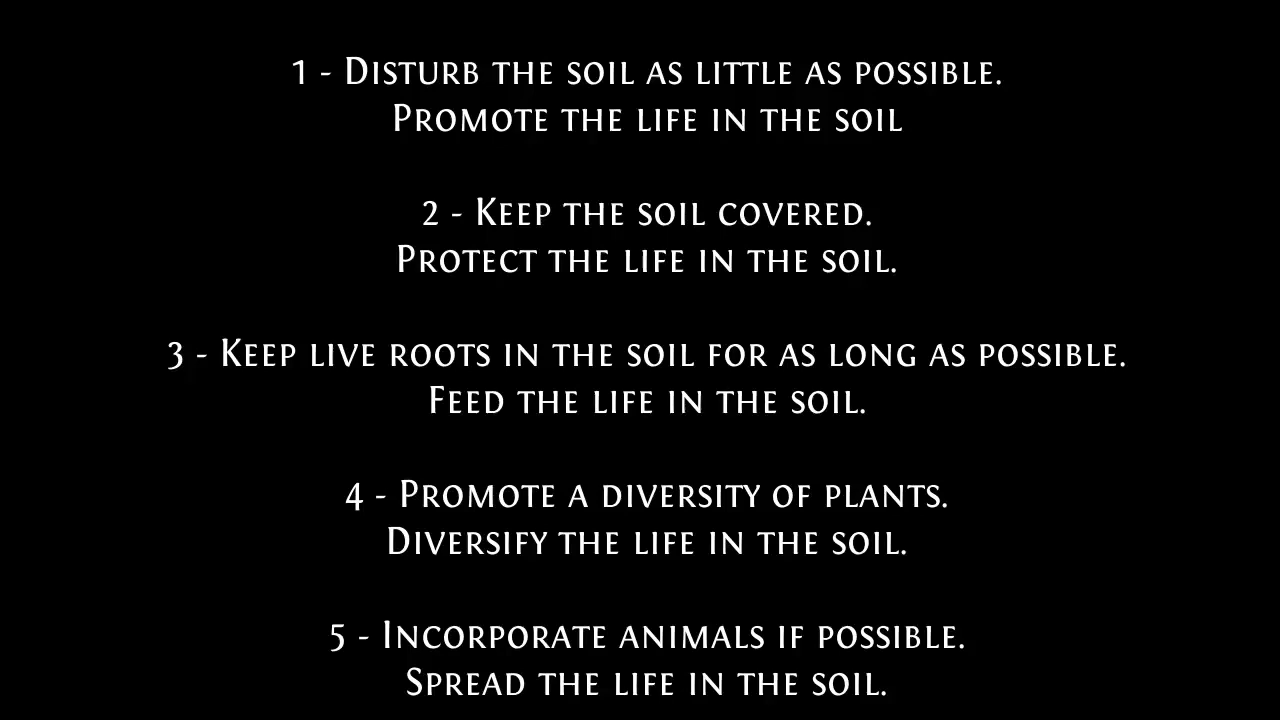 1 - Disturb the soil as little as possible.
Promote the life in the soil
2 - Keep the soil covered.
Protect the life in the soil.
3 - Keep live roots in the soil for as long as possible.
Feed the life in the soil.
4 - Promote a diversity of plants.
Diversify the life in the soil.
5 - Incorporate animals if possible.
Spread the life in the soil.